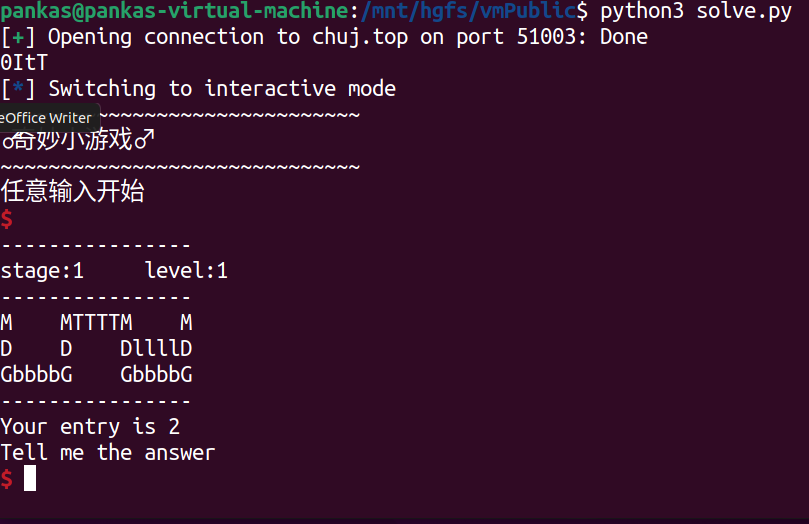 pankas@pankas-virtual-machine:/mnt/hgfs/vmPublic$ python3 solve.py
[+] Opening connection to chuj.top on port 51003: Done
0ItT
[*] Switching to interactive mode
eOffice Writer ~~~~~~~~~~~~~~~~~~~~~~
♂奇妙小游戏♂
~~~~~~~~~~~~~~~~~~~~~~~~~~~~~~
任意输入开始
$
----------------
stage:1     level:1
----------------
M    MTTTTM    M
D    D    DllllD
GbbbbG    GbbbbG
----------------
Your entry is 2
Tell me the answer
$